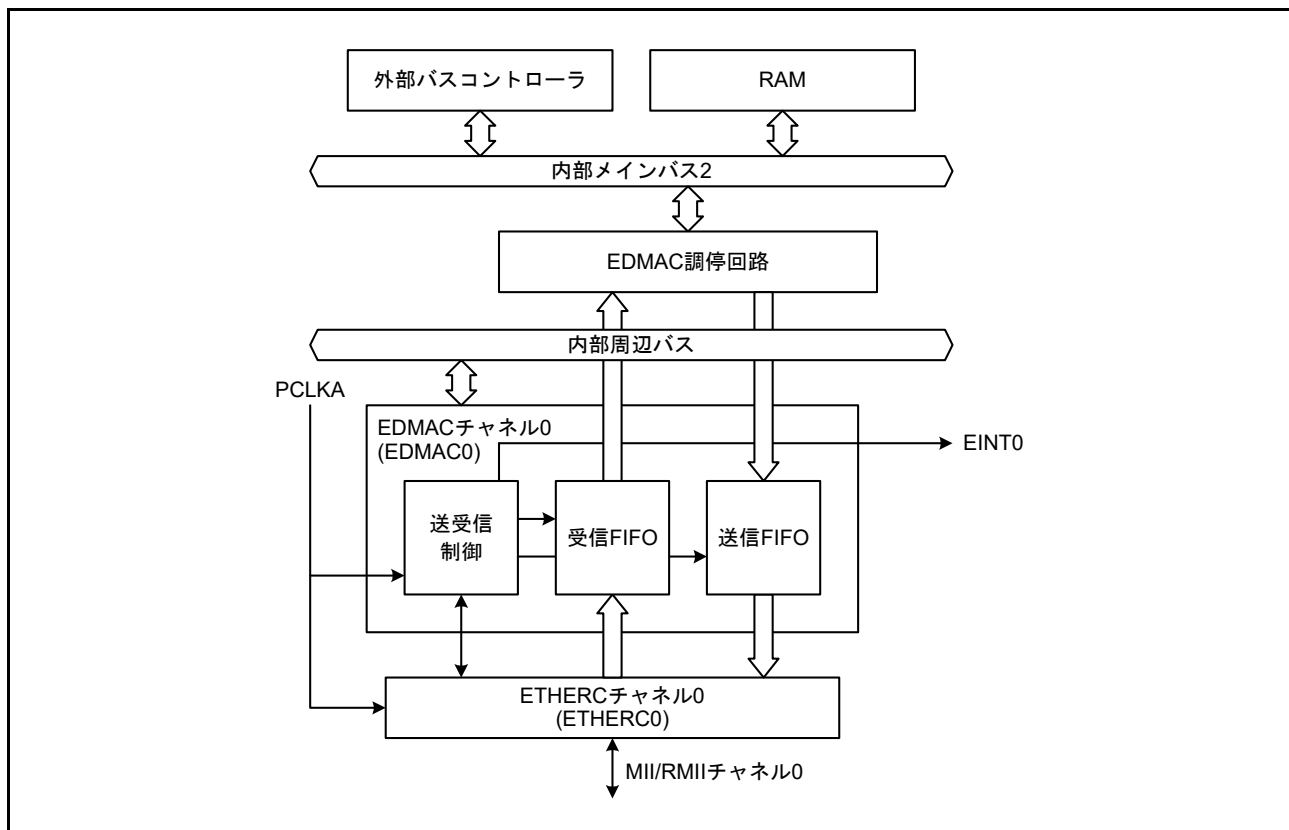 外部バスコントローラ
RAM
内部メインバス2
EDMAC調停回路
内部周辺バス
PCLKA
EDMACチャネル0
(EDMAC0)
EINT0
送受信
制御
受信FIFO
送信FIFO
ETHERCチャネル0
(ETHERC0)
MII/RMIIチャネル0